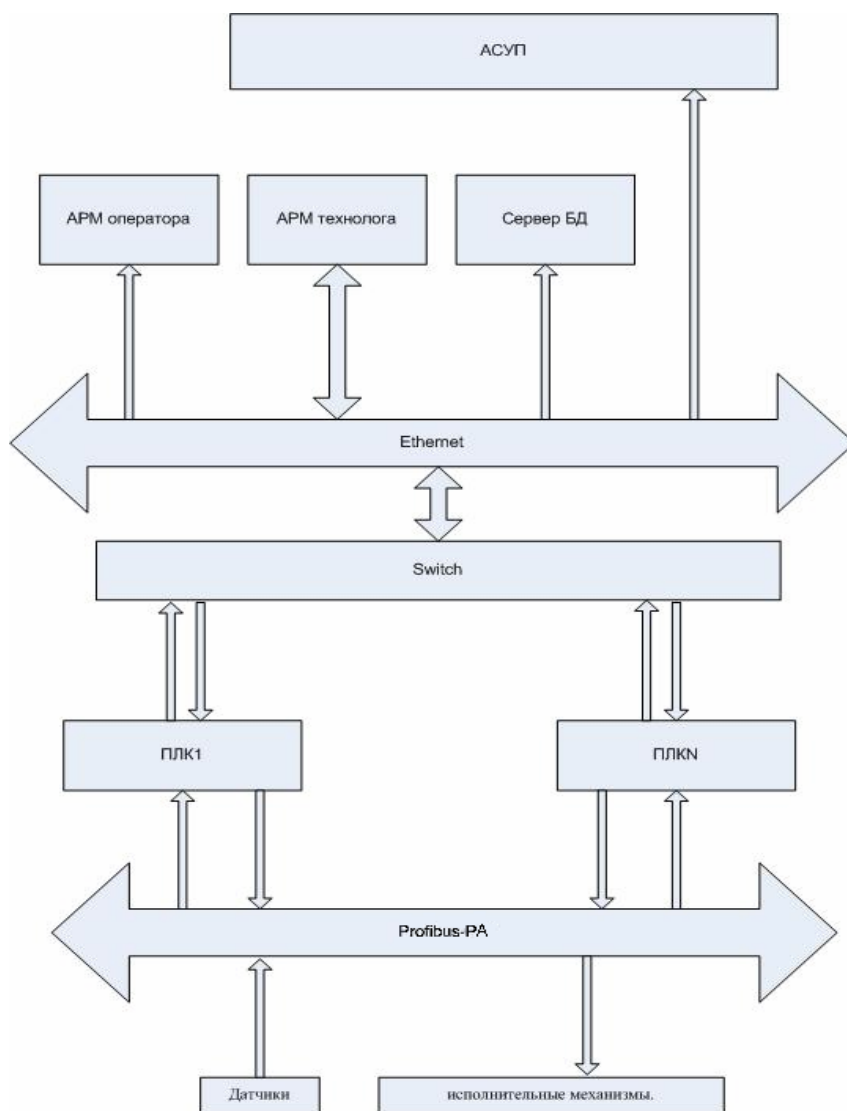 АСУП
АРМ оператора
АРМ технолога
Сервер БД
Ethernet
Switch
ПЛК1
ПЛКN
Profibus-PA
Датчики
исполнительные механизмы.